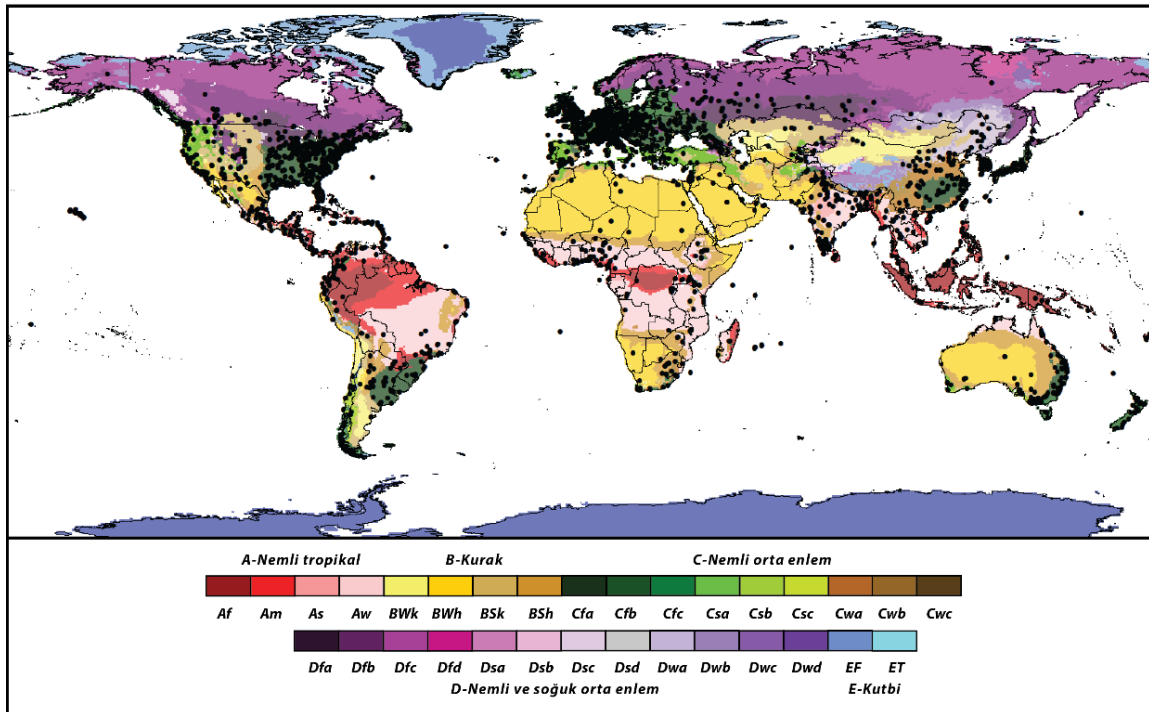 A-Nemli tropikal B-Kurak C-Nemli orta enlem
Af Am As Aw BWk BWh BSk BSh Cfa Cfb Cfc Csa Csb Csc Cwa Cwb Cwc
Dfa Dfb Dfc Dfd Dsa Dsb Dsc Dsd Dwa Dwb Dwc Dwd EF ET
D-Nemli ve soğuk orta enlem E-Kutbi